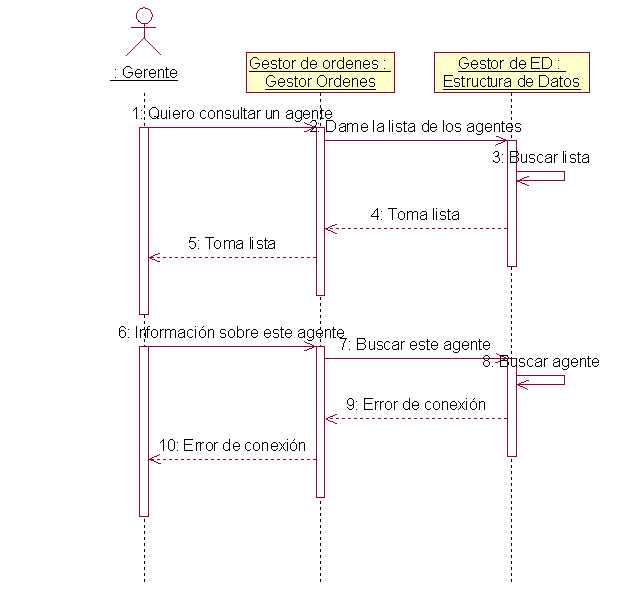 : Gerente
Gestor de ordenes :
Gestor Ordenes
Gestor de ED :
Estructura de Datos
1: Quiero consultar un agente
2: Dame la lista de los agentes
3: Buscar lista
4: Toma lista
5: Toma lista
6: Información sobre este agente
7: Buscar este agente
8: Buscar agente
9: Error de conexión
10: Error de conexión